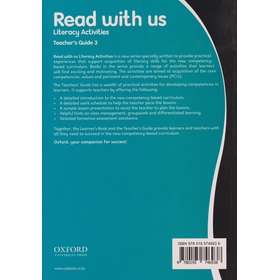 Read with us
Literacy Activities
Teacher's Guide 3
Read with us Literacy Activities is a new series specially written to provide practical
experiences that support acquisition of literacy skills for the new competency-
based curriculum. Books in the series provide a range of activities that learners
will find exciting and motivating. The activities are aimed at acquisition of the core
competencies, values and pertinent and contemporary issues (PCIs).
The Teachers' Guide has a wealth of practical activities for developing competencies in
learners. It supports teachers by offering the following:
A detailed introduction to the new competency-based curriculum.
A detailed work schedule to help the teacher pace the lessons.
A sample lesson presentation to assist the teacher to plan the lessons.
Helpful hints on class management, groupwork and differentiated learning.
Detailed formative assessment assistance.
Together, the Learner's Book and the Teacher's Guide provide learners and teachers with
all they need to succeed in the new competency-based curriculum.
Oxford, your companion for success!
OXFORD
UNIVERSITY PRESS
www.oxford.co.ke